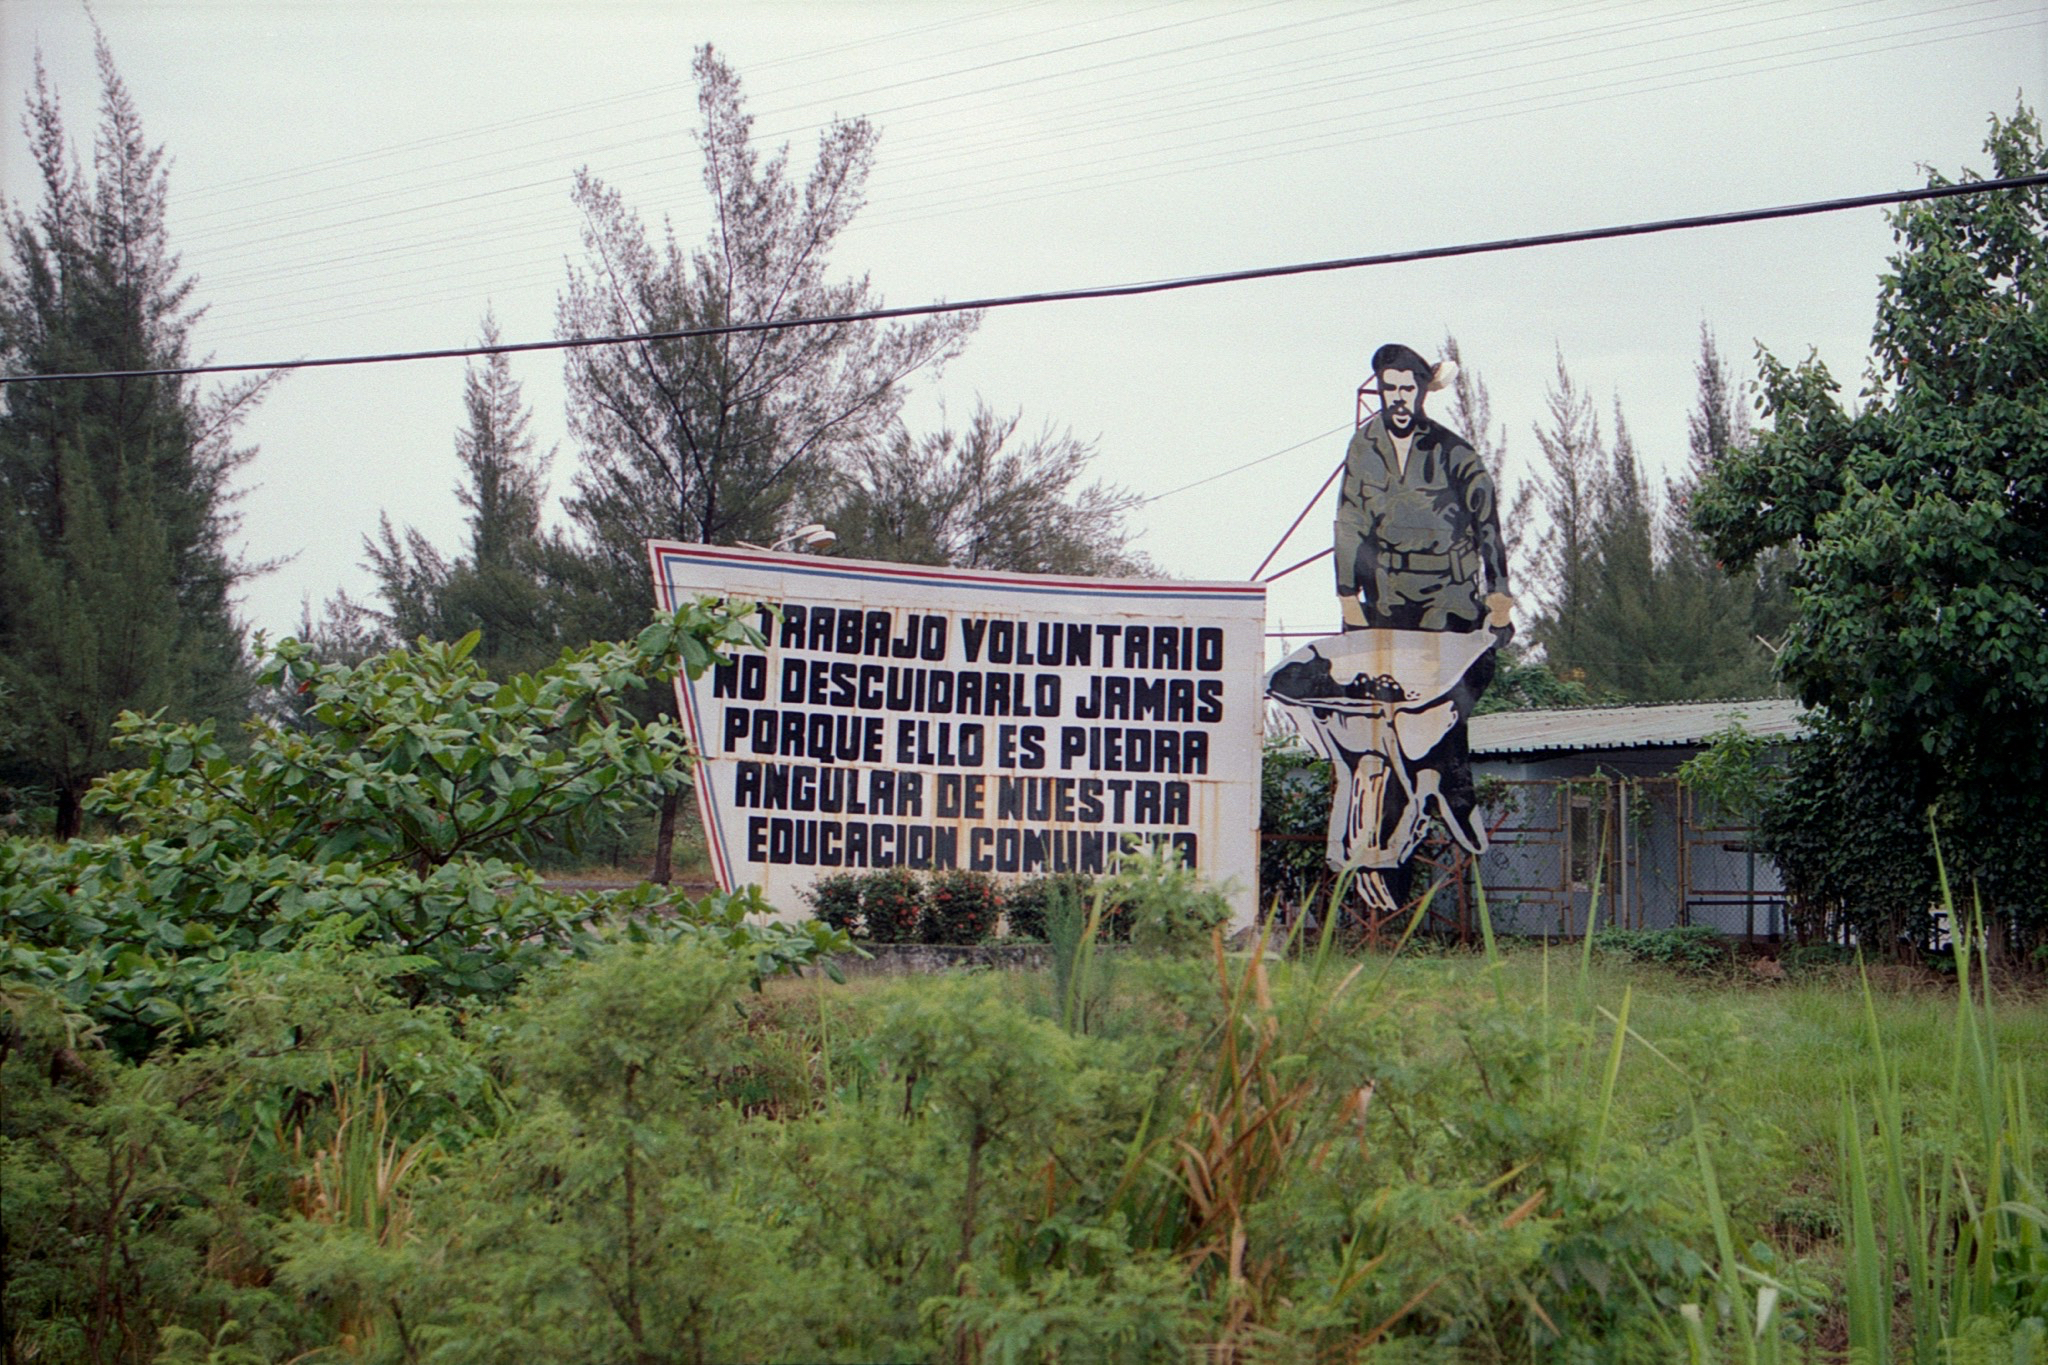 TRABAJO VOLUNTARIO
NO DESCUIDARLO JAMAS
PORQUE ELLO ES PIEDRA
ANGULAR DE NUESTRA
EDUCACION COMUNISTA